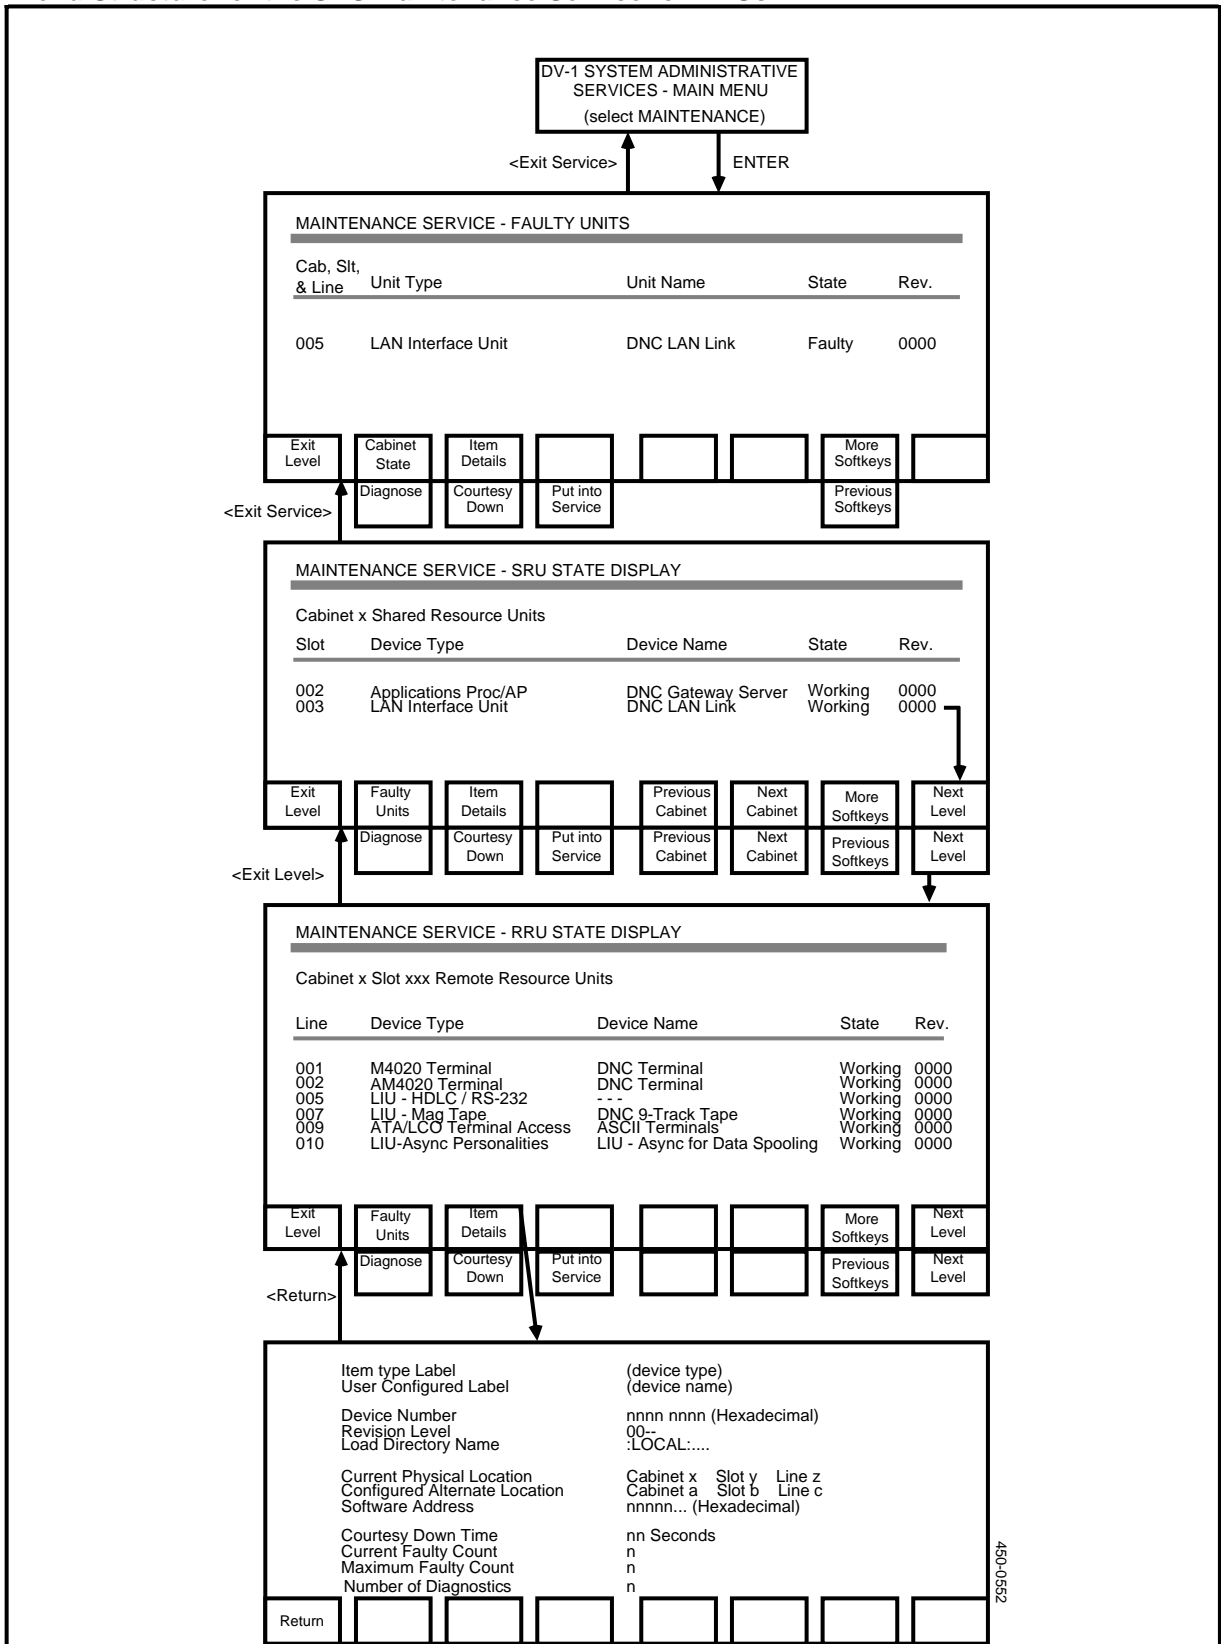 DV-1 SYSTEM ADMINISTRATIVE
SERVICES - MAIN MENU
(select MAINTENANCE)
<Exit Service> ENTER
MAINTENANCE SERVICE - FAULTY UNITS
Cab, Slt,
& Line Unit Type Unit Name State Rev.
005 LAN Interface Unit DNC LAN Link Faulty 0000
Exit Level Cabinet State Item Details More Softkeys
Diagnose Courtesy Down Put into Service Previous Softkeys
<Exit Service>
MAINTENANCE SERVICE - SRU STATE DISPLAY
Cabinet x Shared Resource Units
Slot Device Type Device Name State Rev.
002 Applications Proc/AP DNC Gateway Server Working 0000
003 LAN Interface Unit DNC LAN Link Working 0000
Exit Level Faulty Units Item Details Previous Cabinet Next Cabinet More Softkeys Next Level
Diagnose Courtesy Down Put into Service Previous Cabinet Next Cabinet Previous Softkeys Next Level
<Exit Level>
MAINTENANCE SERVICE - RRU STATE DISPLAY
Cabinet x Slot xxx Remote Resource Units
Line Device Type Device Name State Rev.
001 M4020 Terminal DNC Terminal Working 0000
002 AM4020 Terminal DNC Terminal Working 0000
005 LIU - HDLC / RS-232 - - - Working 0000
007 LIU - Mag Tape DNC 9-Track Tape Working 0000
009 ATA/LCO Terminal Access ASCII Terminals Working 0000
010 LIU-Async Personalities LIU - Async for Data Spooling Working 0000
Exit Level Faulty Units Item Details More Softkeys Next Level
Diagnose Courtesy Down Put into Service Previous Softkeys Next Level
<Return>
Item type Label (device type)
User Configured Label (device name)
Device Number nnnn nnnn (Hexadecimal)
Revision Level 00--
Load Directory Name :LOCAL:....
Current Physical Location Cabinet x Slot y Line z
Configured Alternate Location Cabinet a Slot b Line c
Software Address nnnnn... (Hexadecimal)
Courtesy Down Time nn Seconds
Current Faulty Count n
Maximum Faulty Count n
Number of Diagnostics n
Return
450-0552